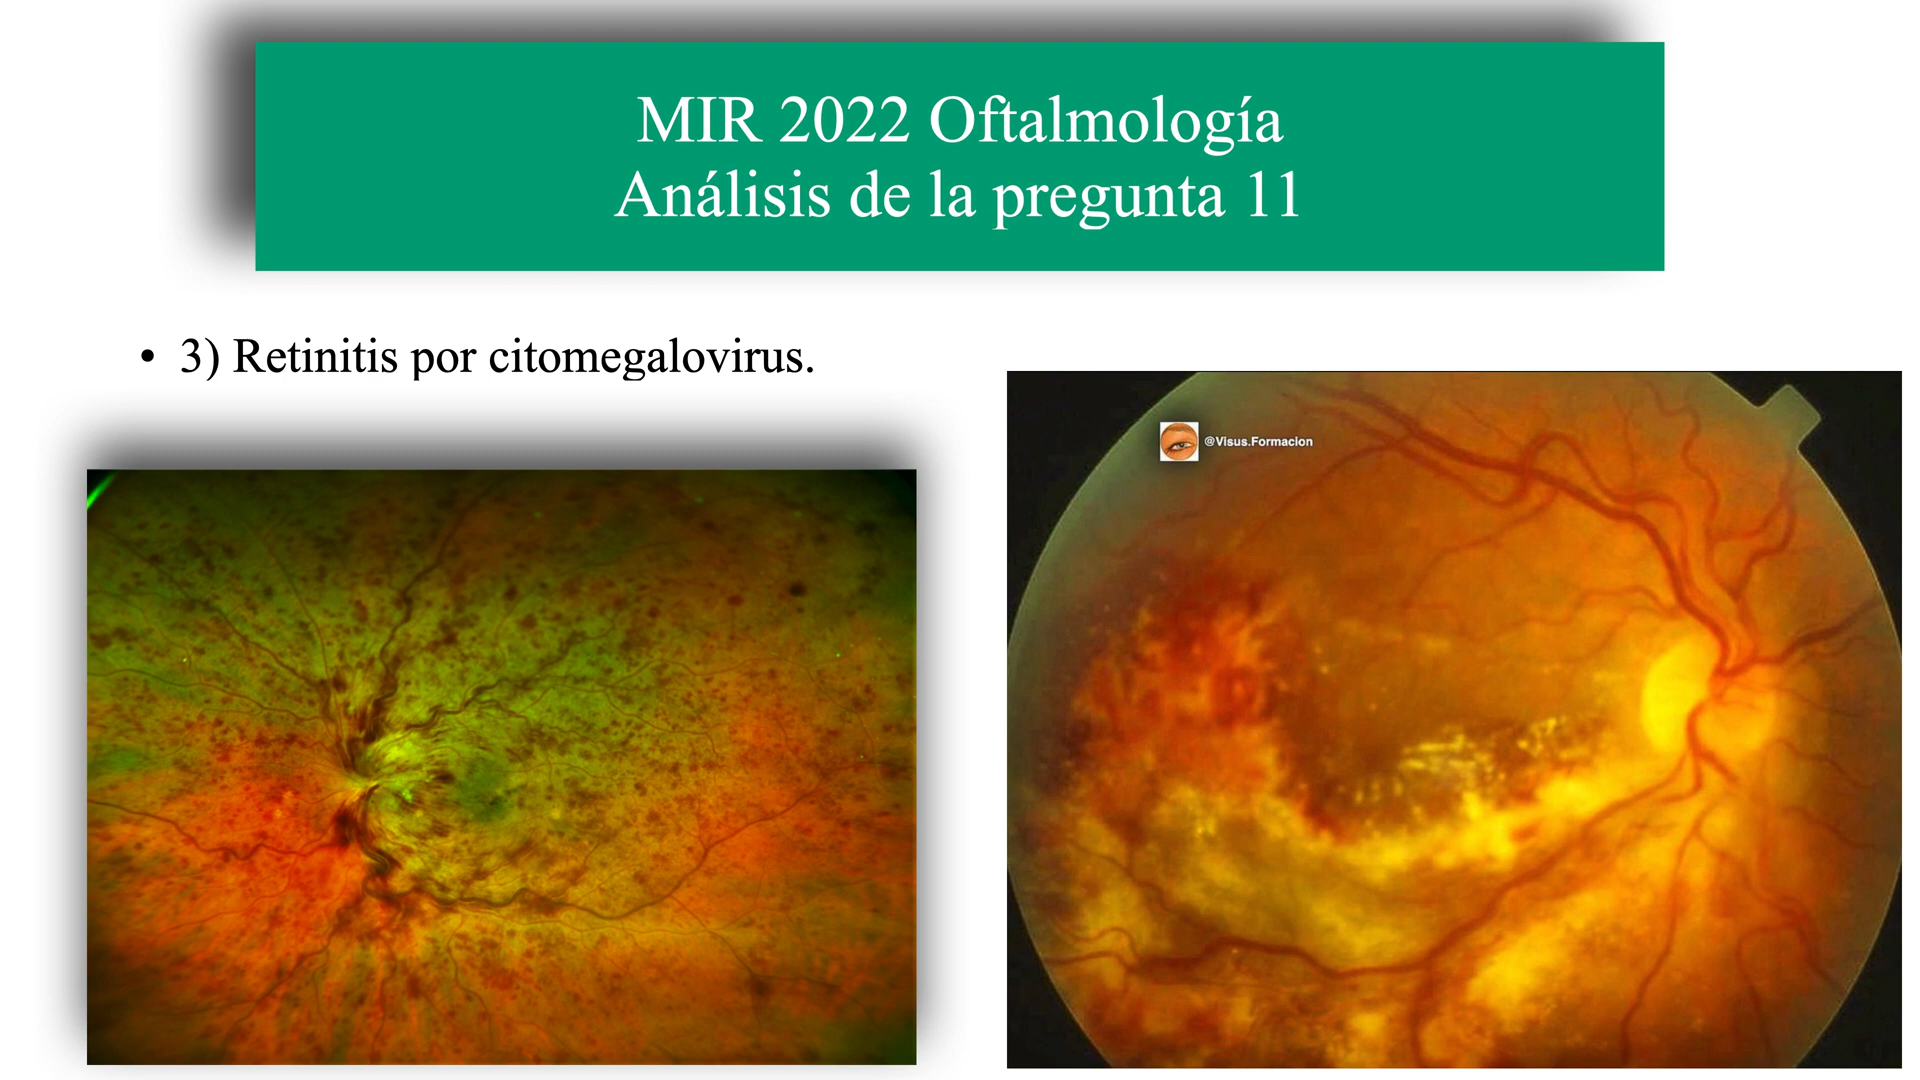 MIR 2022 Oftalmología
Análisis de la pregunta 11
• 3) Retinitis por citomegalovirus.
@Visus.Formacion